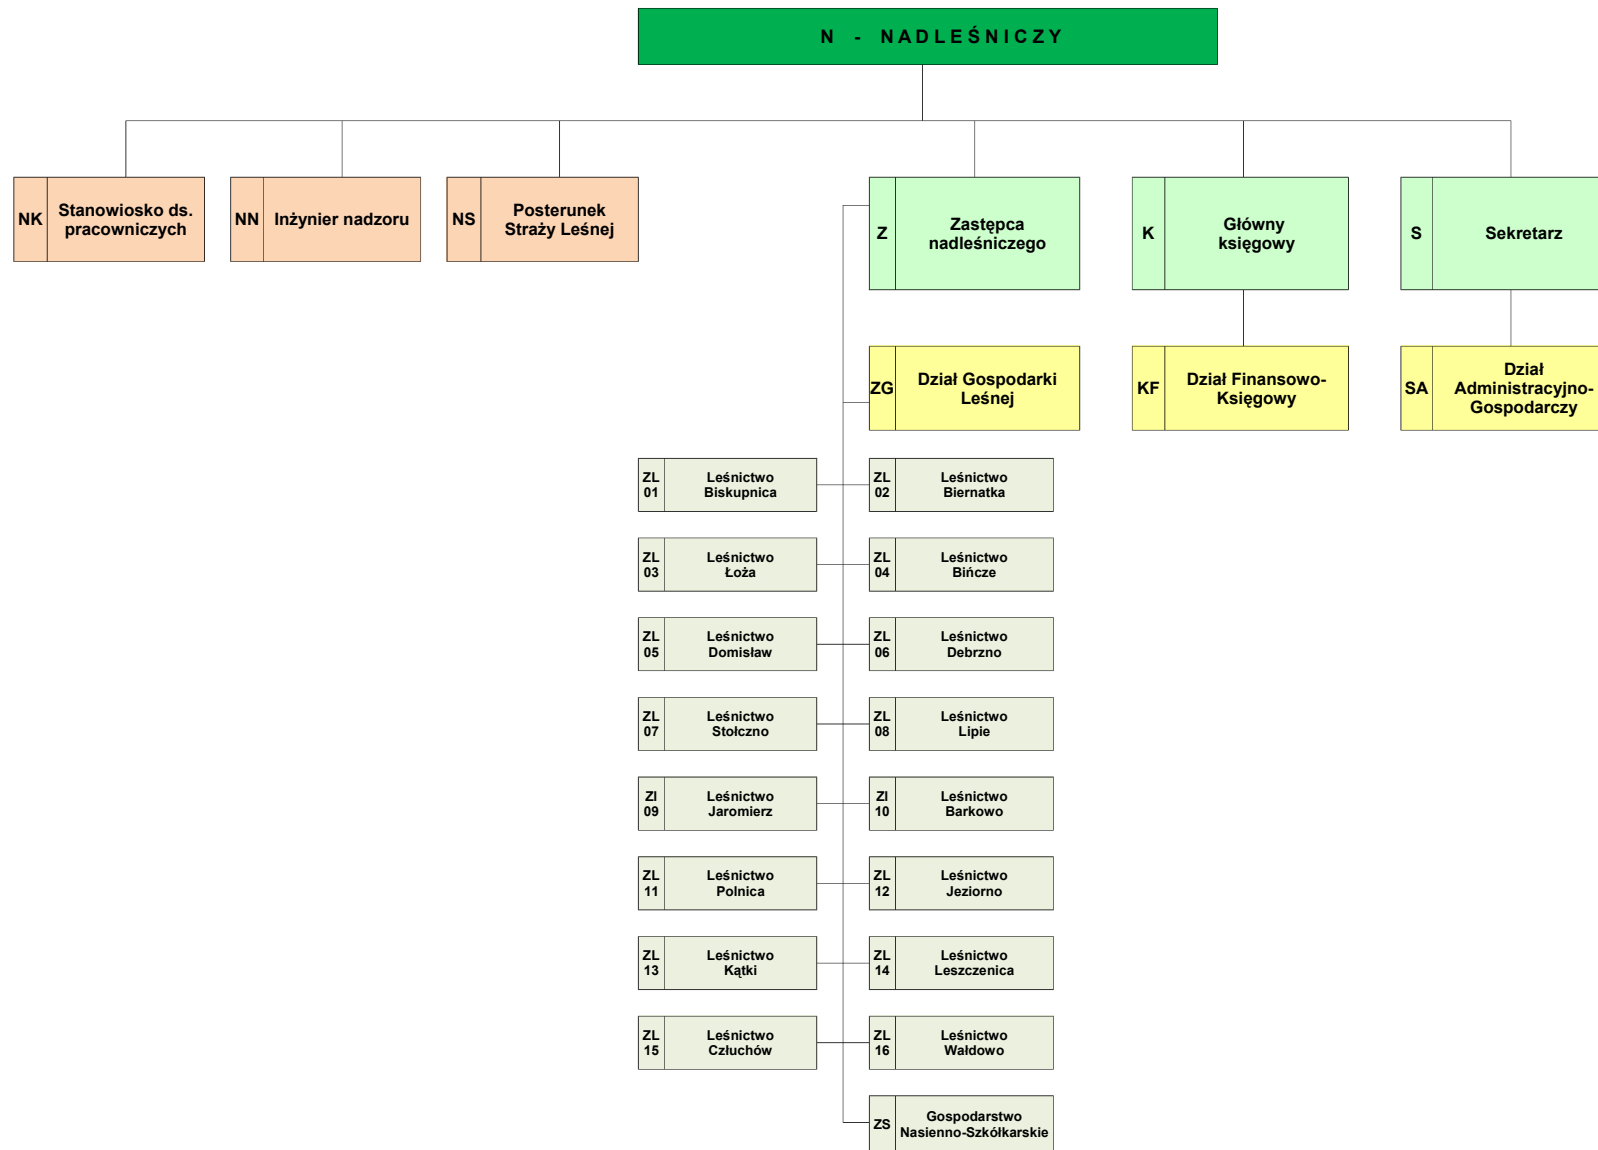 N - NADLEŚNICZY
NK
Stanowiosko ds.
pracowniczych
NN
Inżynier nadzoru
NS
Posterunek
Straży Leśnej
Z
Zastępca
nadleśniczego
K
Główny
księgowy
S
Sekretarz
ZG
Dział Gospodarki
Leśnej
KF
Dział Finansowo-
Księgowy
SA
Dział
Administracyjno-
Gospodarczy
ZL
01
Leśnictwo
Biskupnica
ZL
02
Leśnictwo
Biernatka
ZL
03
Leśnictwo
Łoża
ZL
04
Leśnictwo
Bińcze
ZL
05
Leśnictwo
Domisław
ZL
06
Leśnictwo
Debrzno
ZL
07
Leśnictwo
Stołczno
ZL
08
Leśnictwo
Lipie
ZI
09
Leśnictwo
Jaromierz
ZI
10
Leśnictwo
Barkowo
ZL
11
Leśnictwo
Polnica
ZL
12
Leśnictwo
Jeziorno
ZL
13
Leśnictwo
Kątki
ZL
14
Leśnictwo
Leszczenica
ZL
15
Leśnictwo
Człuchów
ZL
16
Leśnictwo
Wałdowo
ZS
Gospodarstwo
Nasienno-Szkółkarskie